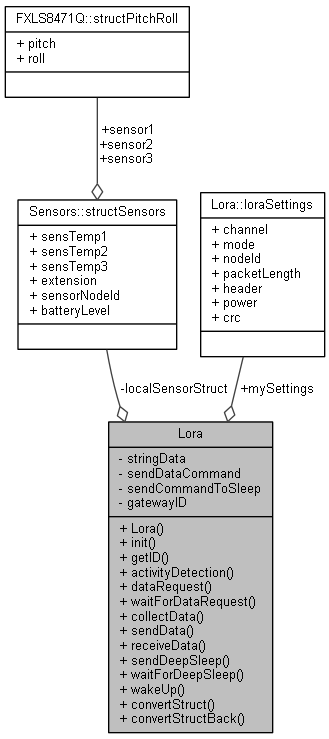 FXLS8471Q::structPitchRoll
+ pitch
+ roll
+sensor1
+sensor2
+sensor3
Sensors::structSensors
+ sensTemp1
+ sensTemp2
+ sensTemp3
+ extension
+ sensorNodeId
+ batteryLevel
Lora::loraSettings
+ channel
+ mode
+ nodeId
+ packetLength
+ header
+ power
+ crc
-localSensorStruct
+mySettings
Lora
- stringData
- sendDataCommand
- sendCommandToSleep
- gatewayID
+ Lora()
+ init()
+ getID()
+ activityDetection()
+ dataRequest()
+ waitForDataRequest()
+ collectData()
+ sendData()
+ receiveData()
+ sendDeepSleep()
+ waitForDeepSleep()
+ wakeUp()
+ convertStruct()
+ convertStructBack()